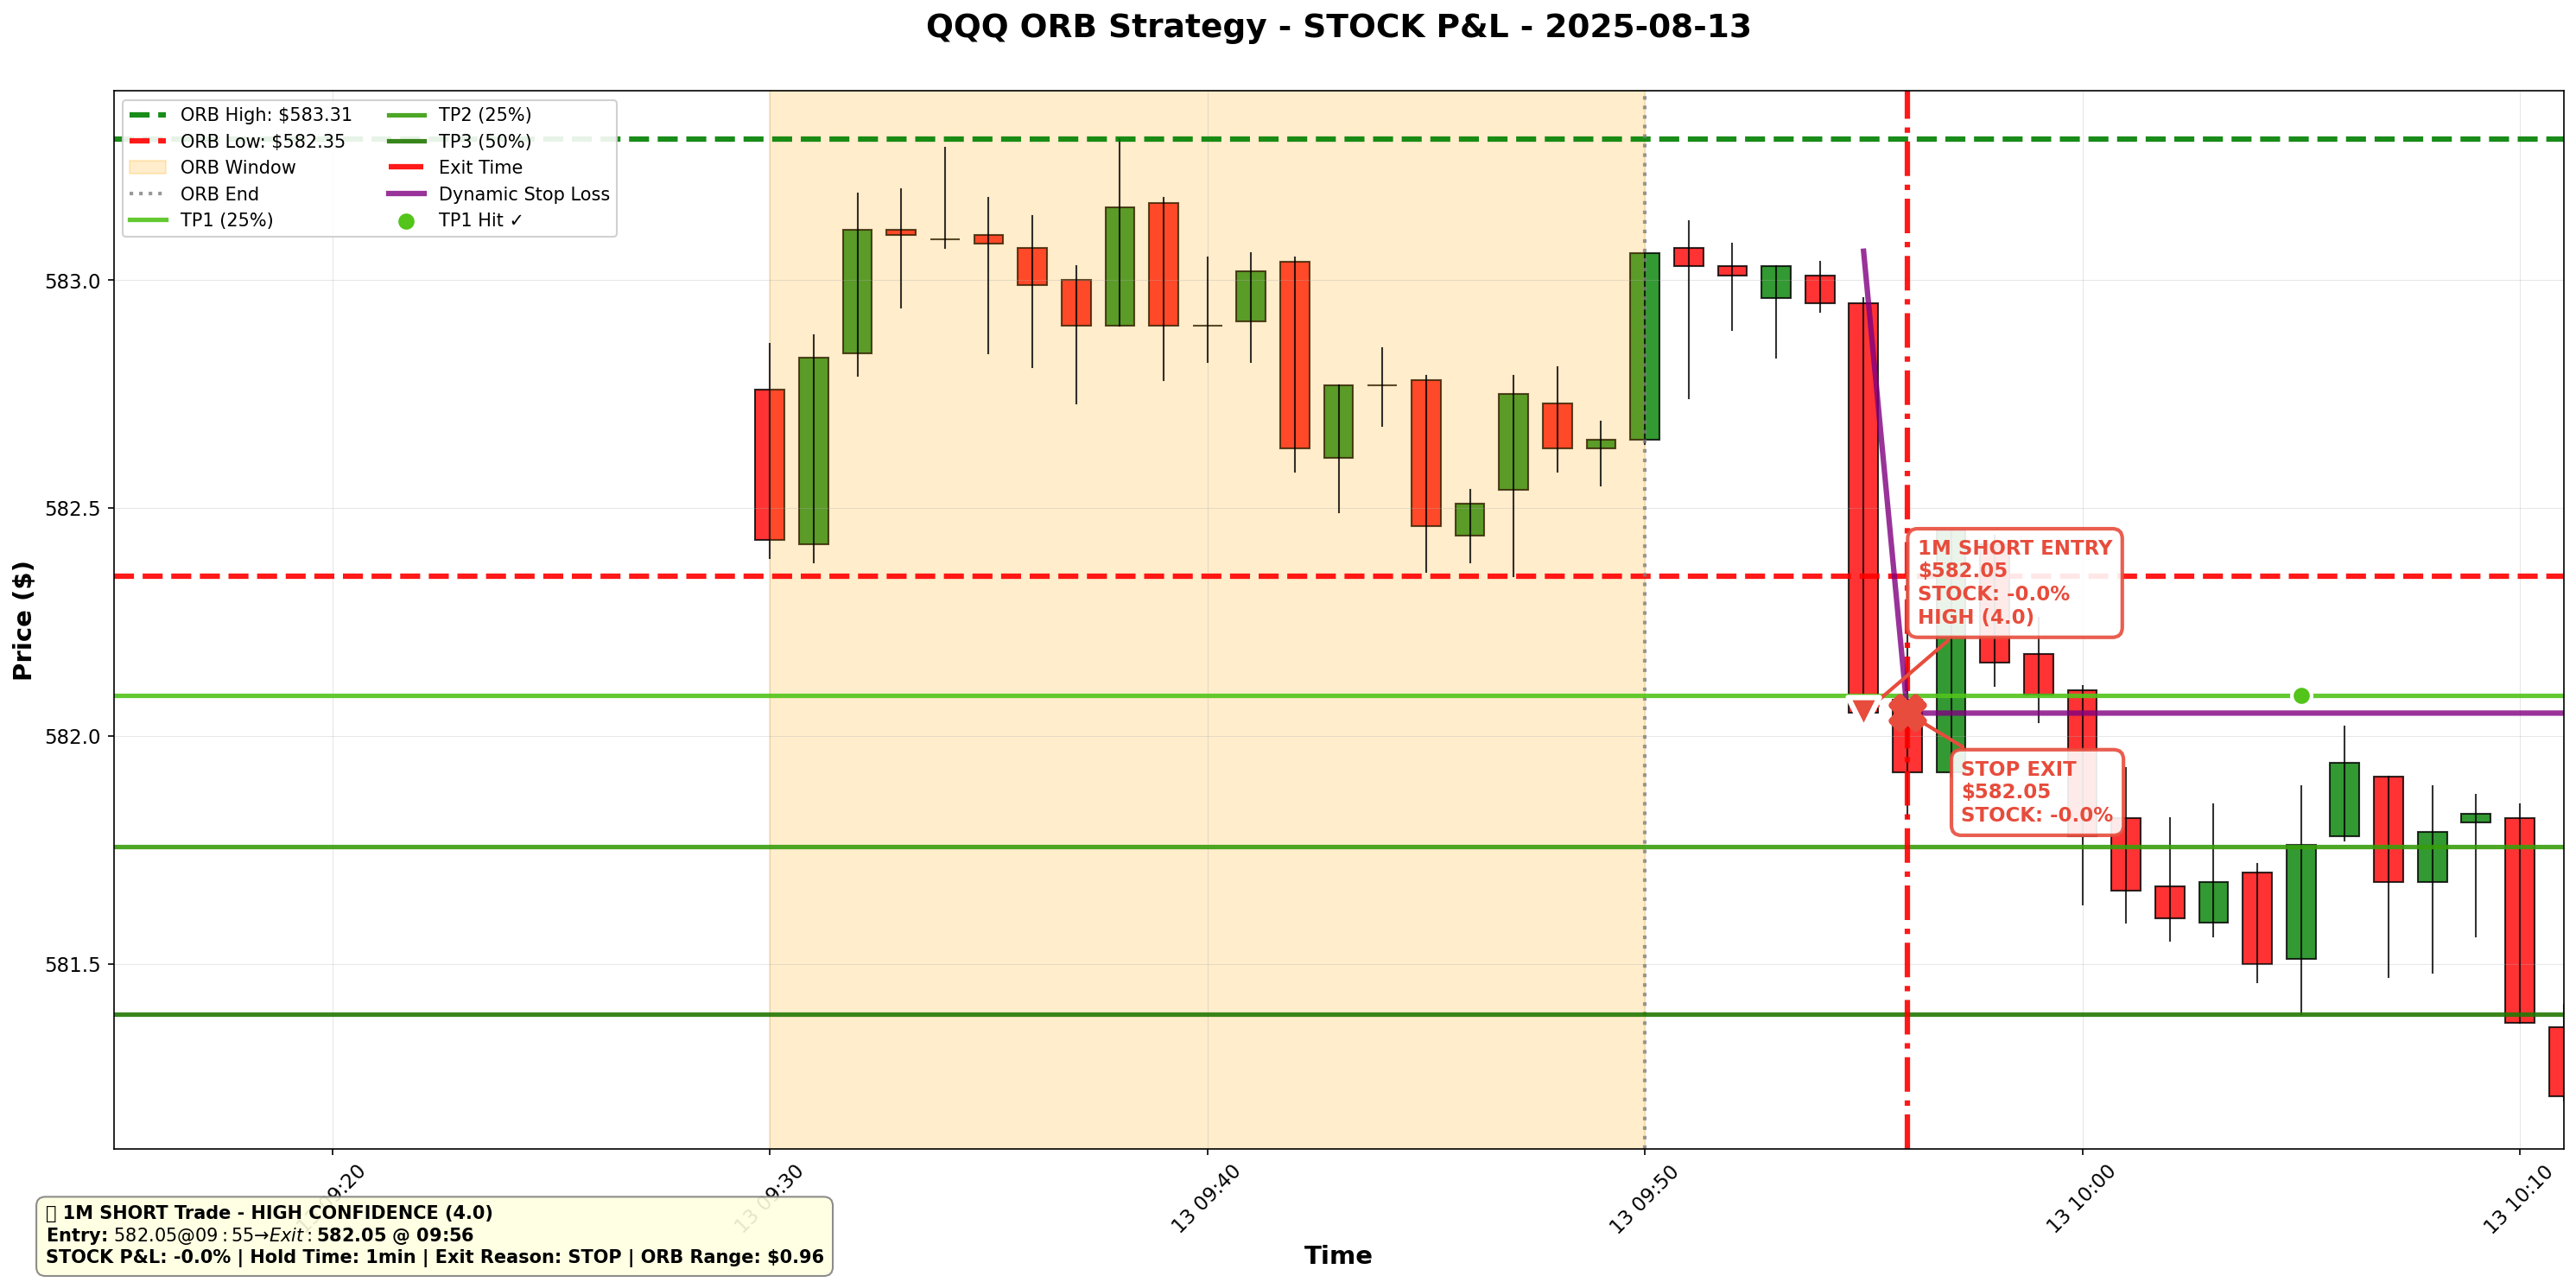 QQQ ORB Strategy - STOCK P&L - 2025-08-13
ORB High: $583.31
ORB Low: $582.35
ORB Window
ORB End
TP1 (25%)
TP2 (25%)
TP3 (50%)
Exit Time
Dynamic Stop Loss
TP1 Hit ✓
Price ($)
583.0
582.5
582.0
581.5
1M SHORT ENTRY
$582.05
STOCK: -0.0%
HIGH (4.0)
STOP EXIT
$582.05
STOCK: -0.0%
13 09:20
13 09:30
13 09:40
13 09:50
13 10:00
13 10:10
Time
1M SHORT Trade - HIGH CONFIDENCE (4.0)
Entry: 582.05@09:55→Exit:582.05 @ 09:56
STOCK P&L: -0.0% | Hold Time: 1min | Exit Reason: STOP | ORB Range: $0.96